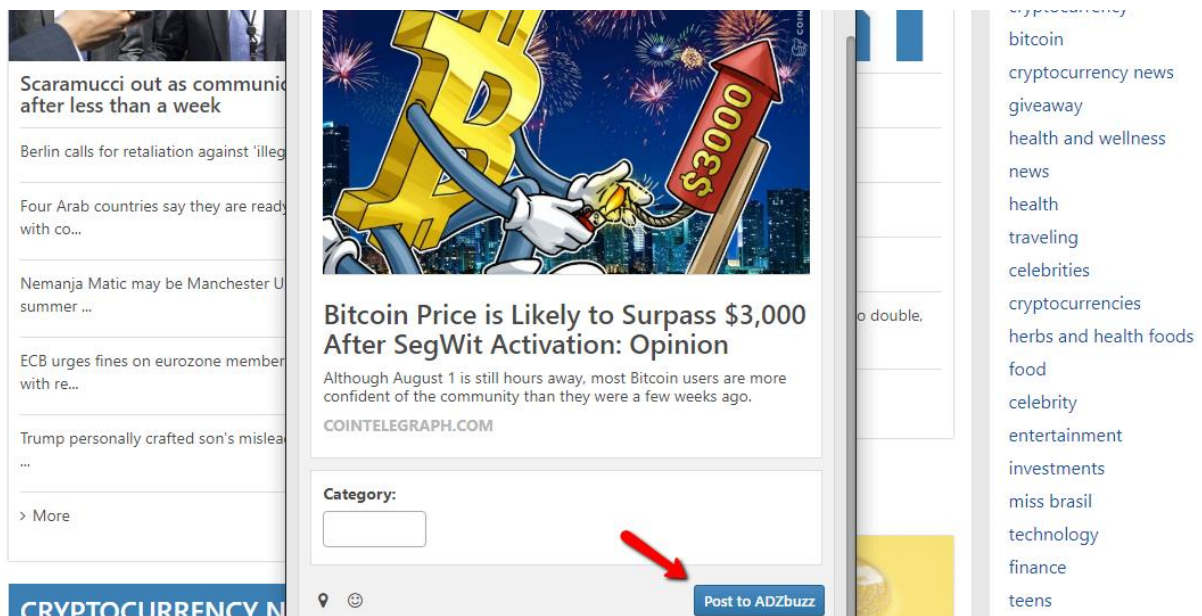 Scaramucci out as communic
after less than a week
Berlin calls for retaliation against 'illeg
Four Arab countries say they are ready
with co...
Nemanja Matic may be Manchester U
summer ...
ECB urges fines on eurozone member
with re...
Trump personally crafted son's mislea
...
> More
CRYPTOCURRENCY N
COIN
$3000
Bitcoin Price is Likely to Surpass $3,000
After SegWit Activation: Opinion
Although August 1 is still hours away, most Bitcoin users are more
confident of the community than they were a few weeks ago.
COINTELEGRAPH.COM
Category:
Post to ADZbuzz
o double,
cryptocurrency
bitcoin
cryptocurrency news
giveaway
health and wellness
news
health
traveling
celebrities
cryptocurrencies
herbs and health foods
food
celebrity
entertainment
investments
miss brasil
technology
finance
teens